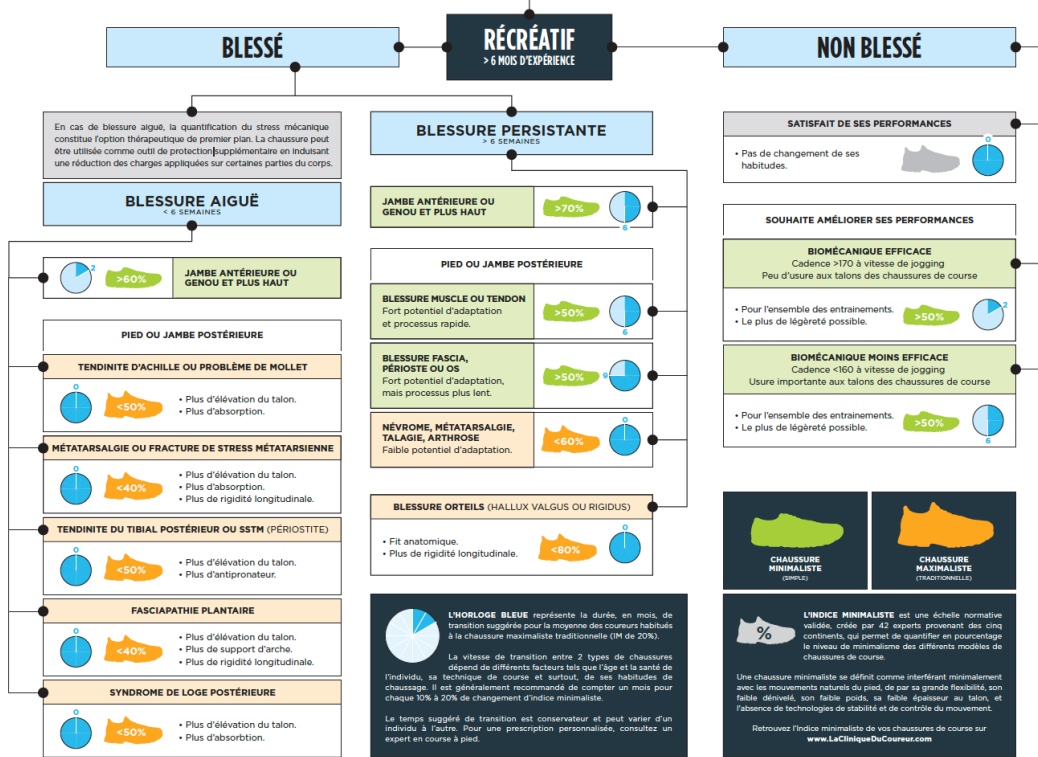 RÉCRÉATIF
> 6 MOIS D'EXPÉRIENCE
BLESSÉ
NON BLESSÉ
En cas de blessure aiguë, la quantification du stress mécanique
constitue l'option thérapeutique de premier plan. La chaussure peut
être utilisée comme outil de protection supplémentaire en induisant
une réduction des charges appliquées sur certaines parties du corps.
BLESSURE AIGUË
< 6 SEMAINES
2
>60%
JAMBE ANTÉRIEURE OU
GENOU ET PLUS HAUT
PIED OU JAMBE POSTÉRIEURE
TENDINITE D'ACHILLE OU PROBLÈME DE MOLLET
0
<50%
• Plus d'élévation du talon.
• Plus d'absorption.
MÉTATARSALGIE OU FRACTURE DE STRESS MÉTATARSIENNE
0
<40%
• Plus d'élévation du talon.
• Plus d'absorption.
• Plus de rigidité longitudinale.
TENDINITE DU TIBIAL POSTÉRIEUR OU SSTM (PÉRIOSTITE)
0
<50%
• Plus d'élévation du talon.
• Plus d'antipronateur.
FASCIAPATHIE PLANTAIRE
0
<40%
• Plus d'élévation du talon.
• Plus de support d'arche.
• Plus de rigidité longitudinale.
SYNDROME DE LOGE POSTÉRIEURE
0
<50%
• Plus d'élévation du talon.
• Plus d'absorbtion.
BLESSURE PERSISTANTE
> 6 SEMAINES
JAMBE ANTÉRIEURE OU
GENOU ET PLUS HAUT
>70%
6
PIED OU JAMBE POSTÉRIEURE
BLESSURE MUSCLE OU TENDON
Fort potentiel d'adaptation
et processus rapide.
>50%
6
BLESSURE FASCIA,
PÉRIOSTE OU OS
Fort potentiel d'adaptation,
mais processus plus lent.
>50%
9
NÉVROME, MÉTATARSALGIE,
TALAGIE, ARTHROSE
Faible potentiel d'adaptation.
<60%
0
BLESSURE ORTEILS (HALLUX VALGUS OU RIGIDUS)
• Fit anatomique.
• Plus de rigidité longitudinale.
<80%
0
L'HORLOGE BLEUE représente la durée, en mois, de
transition suggérée pour la moyenne des coureurs habitués
à la chaussure maximaliste traditionnelle (IM de 20%).
La vitesse de transition entre 2 types de chaussures
dépend de différents facteurs tels que l'âge et la santé de
l'individu, sa technique de course et surtout, de ses habitudes de
chaussage. Il est généralement recommandé de compter un mois pour
chaque 10% à 20% de changement d'indice minimaliste.
Le temps suggéré de transition est conservateur et peut varier d'un
individu à l'autre. Pour une prescription personnalisée, consultez un
expert en course à pied.
SATISFAIT DE SES PERFORMANCES
• Pas de changement de ses
habitudes.
0
SOUHAITE AMÉLIORER SES PERFORMANCES
BIOMÉCANIQUE EFFICACE
Cadence >170 à vitesse de jogging
Peu d'usure aux talons des chaussures de course
• Pour l'ensemble des entrainements.
• Le plus de légèreté possible.
>50%
2
BIOMÉCANIQUE MOINS EFFICACE
Cadence <160 à vitesse de jogging
Usure importante aux talons des chaussures de course
• Pour l'ensemble des entrainements.
• Le plus de légèreté possible.
>50%
6
CHAUSSURE
MINIMALISTE
(SIMPLE)
CHAUSSURE
MAXIMALISTE
(TRADITIONNELLE)
%
L'INDICE MINIMALISTE est une échelle normative
validée, créée par 42 experts provenant des cinq
continents, qui permet de quantifier en pourcentage
le niveau de minimalisme des différents modèles de
chaussures de course.
Une chaussure minimaliste se définit comme interférant minimalement
avec les mouvements naturels du pied, de par sa grande flexibilité, son
faible dénivelé, son faible poids, sa faible épaisseur au talon, et
l'absence de technologies de stabilité et de contrôle du mouvement.
Retrouvez l'Indice minimaliste de vos chaussures de course sur
www.LaCliniqueDuCoureur.com